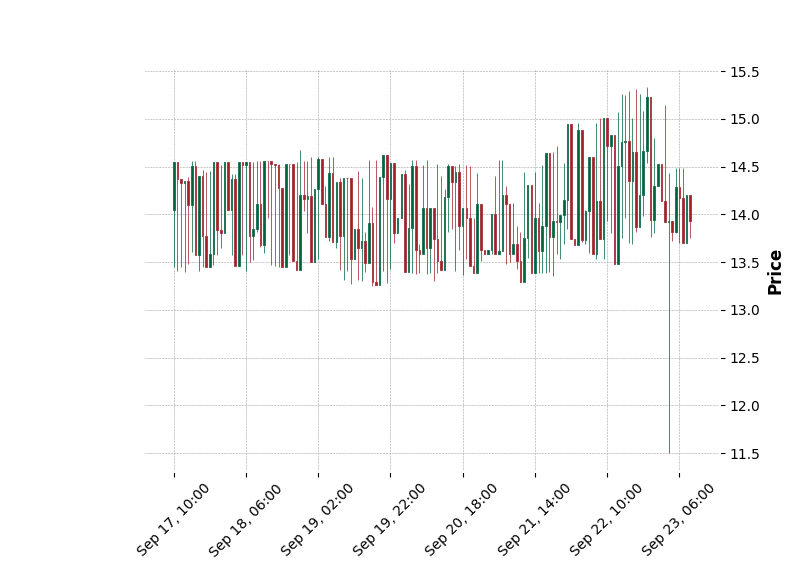 15.5
15.0
14.5
14.0
13.5
13.0
12.5
12.0
11.5
Price
Sep 17, 10:00
Sep 18, 06:00
Sep 19, 02:00
Sep 19, 22:00
Sep 20, 18:00
Sep 21, 14:00
Sep 22, 10:00
Sep 23, 06:00